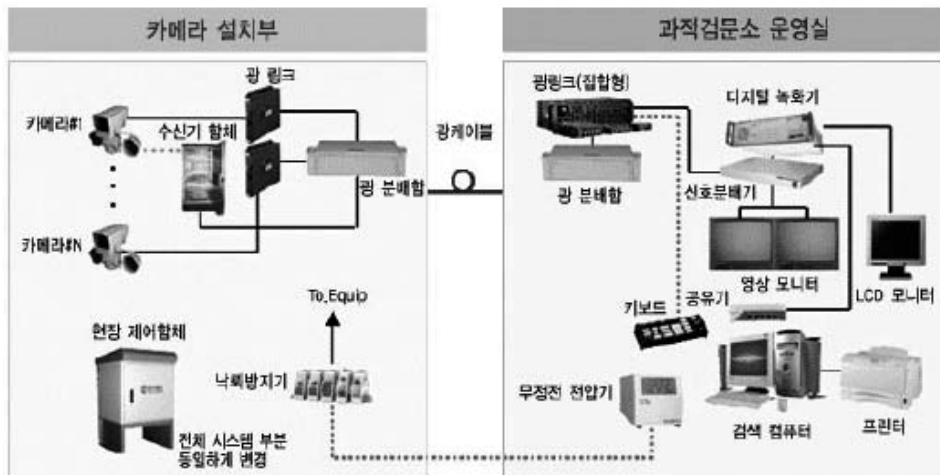 카메라 설치부
과적검문소 운영실
광 링크
카메라#1
수신기 함체
광 분배함
카메라#N
To.Equip
현장 제어함체
낙뢰방지기
전체 시스템 부분
동일하게 변경
광케이블
광링크(집합형)
디지털 녹화기
광 분배함
신호분배기
영상 모니터
LCD 모니터
키보드
공유기
무정전 전압기
검색 컴퓨터
프린터